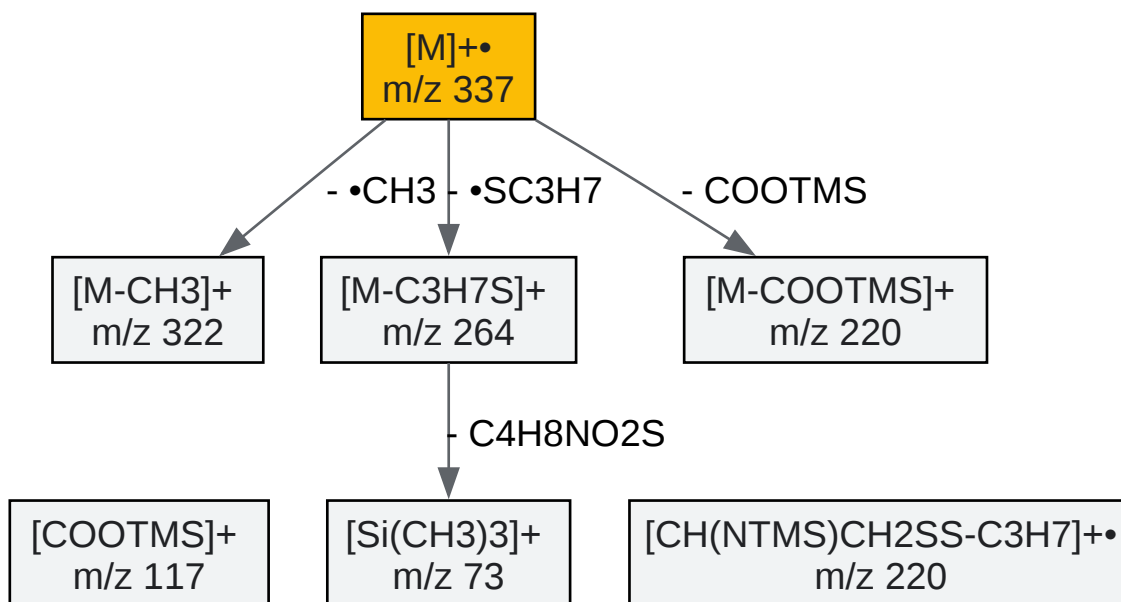 [M]+•
m/z 337
- •CH3
- •SC3H7
- COOTMS
[M-CH3]+
m/z 322
[M-C3H7S]+
m/z 264
[M-COOTMS]+
m/z 220
- C4H8NO2S
[COOTMS]+
m/z 117
[Si(CH3)3]+
m/z 73
[CH(NTMS)CH2SS-C3H7]+•
m/z 220